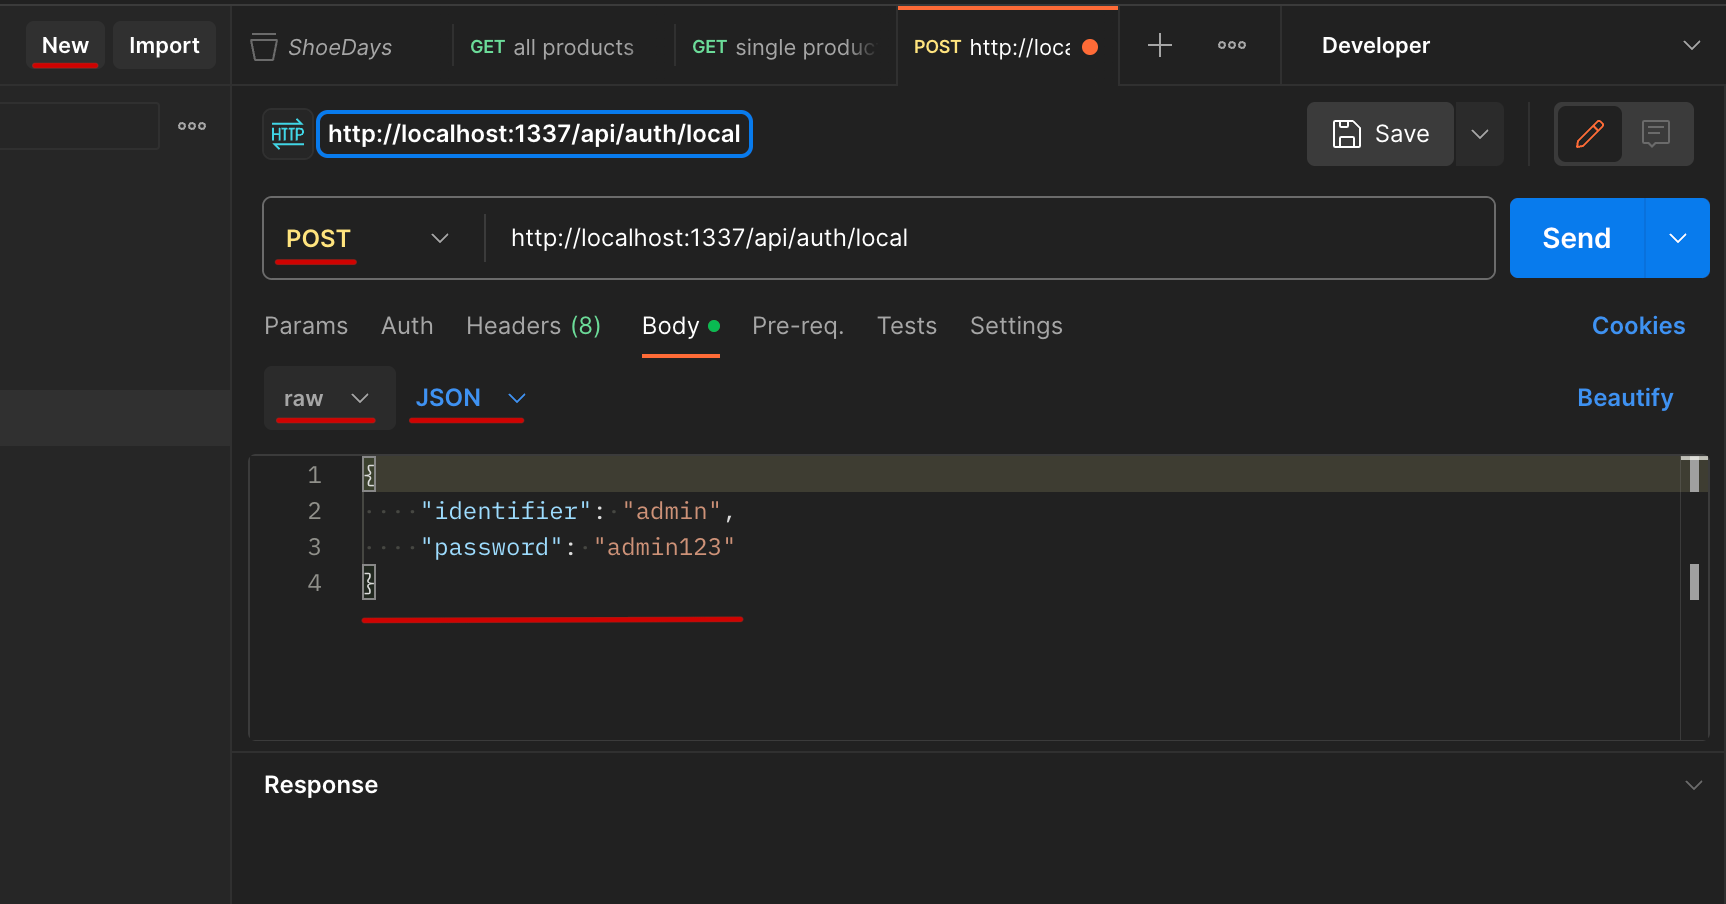 New Import ShoeDays GET all products GET single produc POST http://loca Developer
HTTP http://localhost:1337/api/auth/local Save
POST http://localhost:1337/api/auth/local Send
Params Auth Headers (8) Body Pre-req. Tests Settings Cookies
raw JSON Beautify
1 {
2 "identifier": "admin",
3 "password": "admin123"
4 }
Response